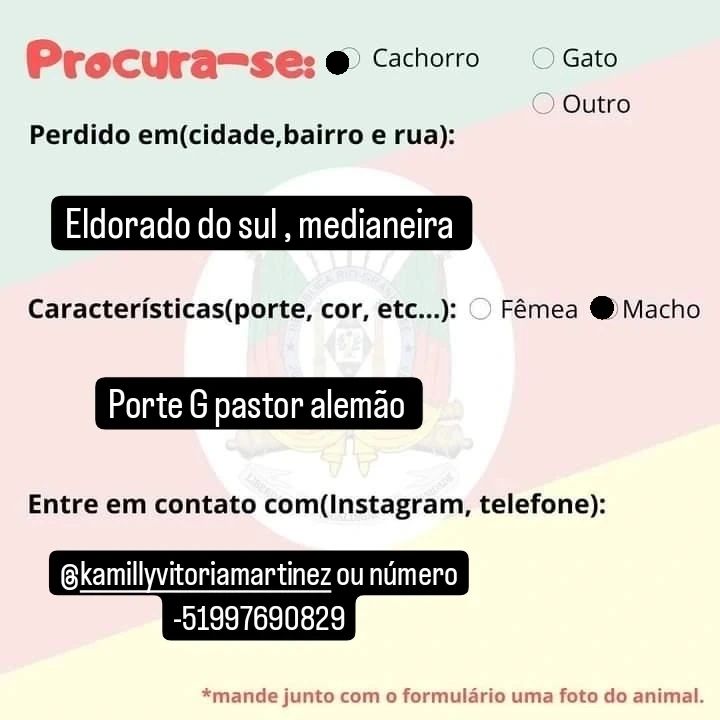 Procura-se: Cachorro Gato
Outro
Perdido em(cidade,bairro e rua):
Eldorado do sul , medianeira
Características(porte, cor, etc...): Fêmea Macho
Porte G pastor alemão
Entre em contato com(Instagram, telefone):
@kamillyvitoriamartinez ou número
-51997690829
*mande junto com o formulário uma foto do animal.